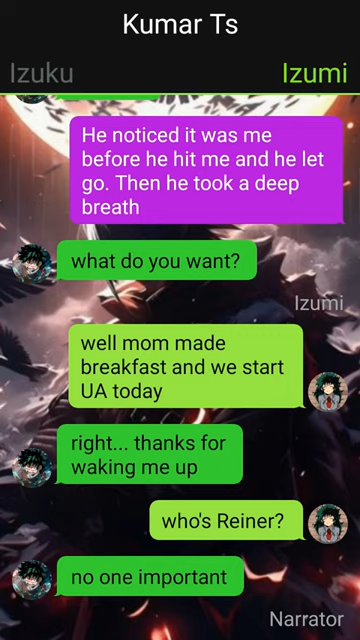 Kumar Ts
Izuku
Izumi
He noticed it was me
before he hit me and he let
go. Then he took a deep
breath
what do you want?
Izumi
well mom made
breakfast and we start
UA today
right... thanks for
waking me up
who's Reiner?
no one important
Narrator